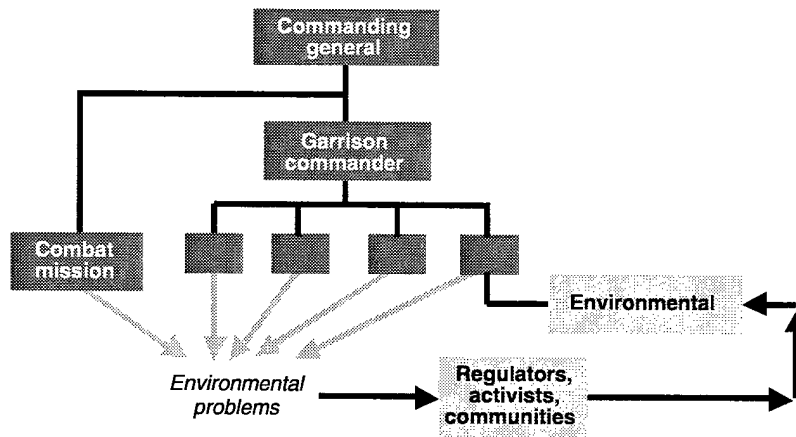 Commanding
general
Garrison
commander
Combat
mission
Environmental
Environmental
problems
Regulators,
activists,
communities